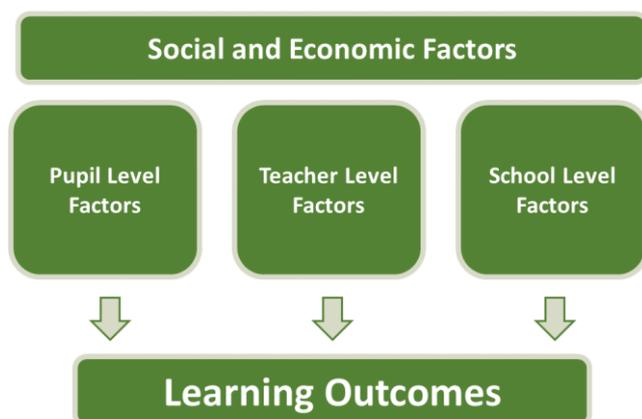 Social and Economic Factors
Pupil Level
Factors
Teacher Level
Factors
School Level
Factors
Learning Outcomes